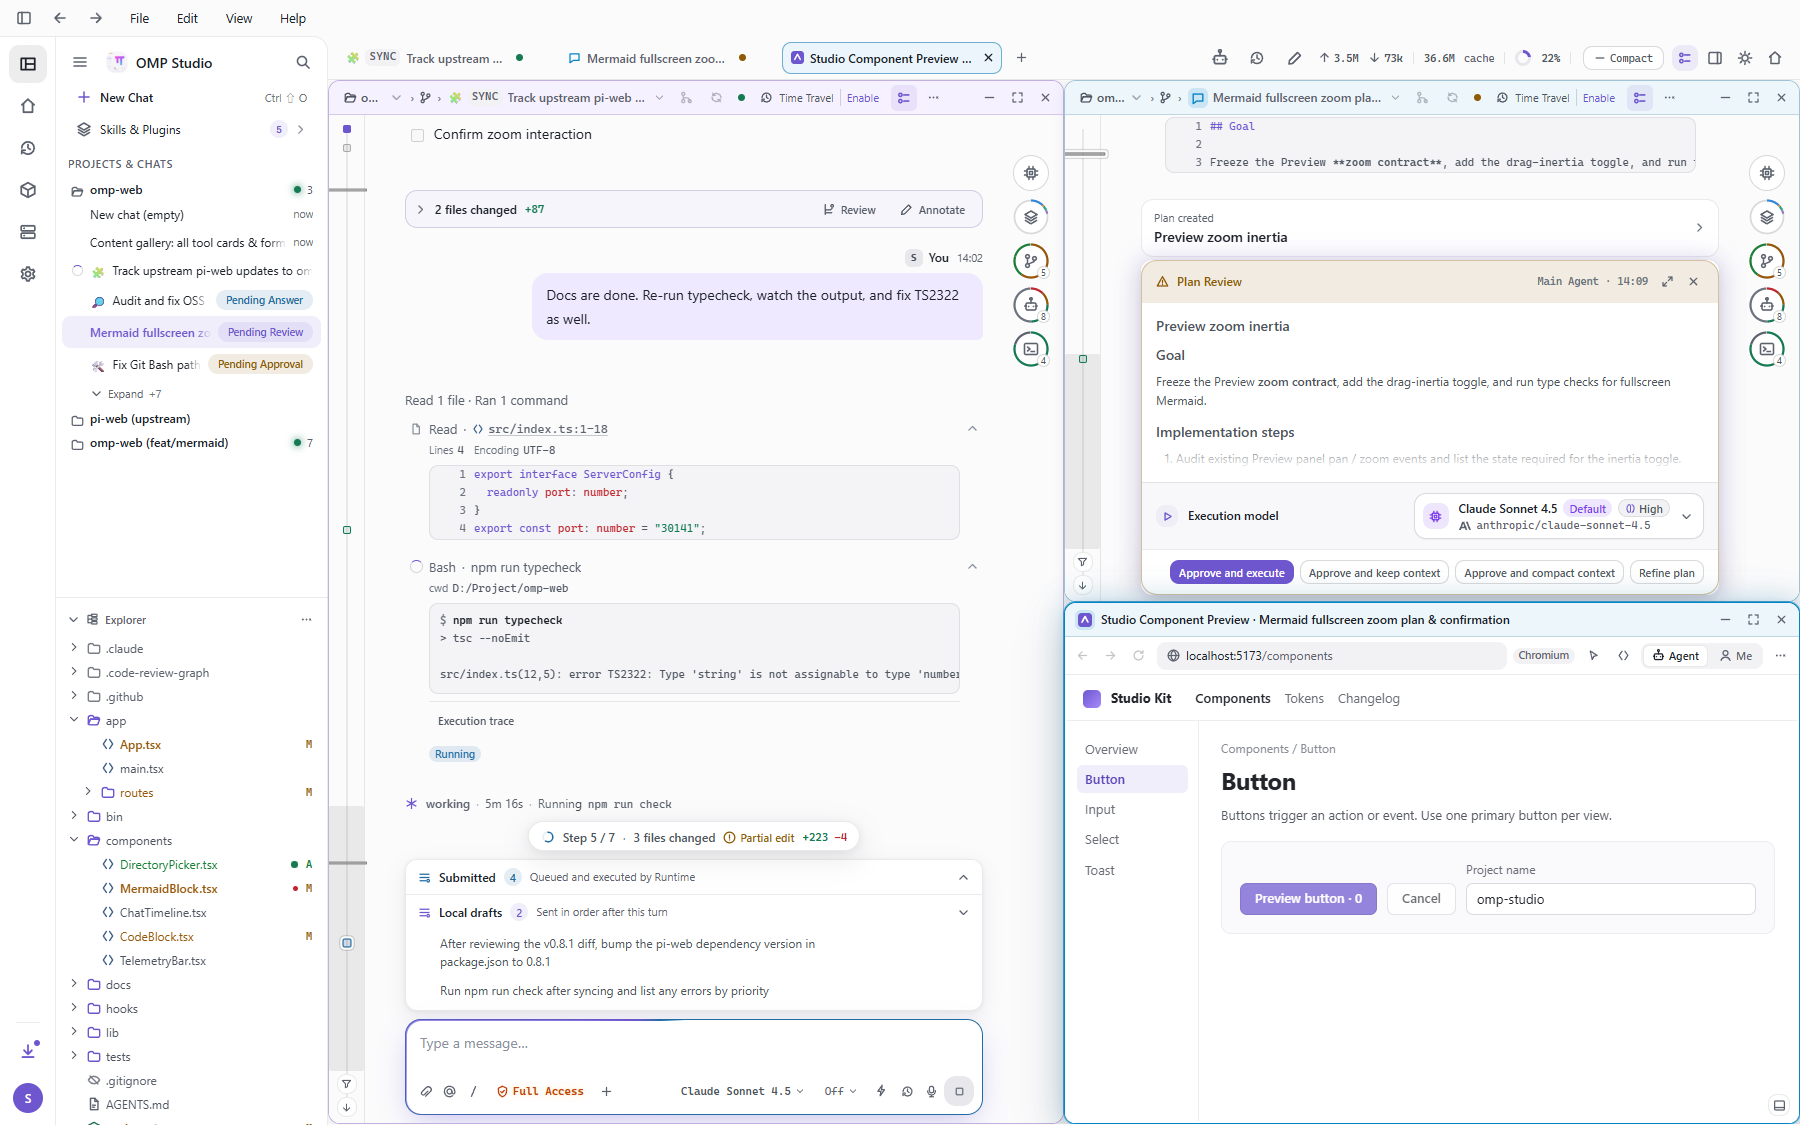 File Edit View Help
OMP Studio
New Chat Ctrl ⇧ O
Skills & Plugins 5
PROJECTS & CHATS
omp-web 3
New chat (empty) now
Content gallery: all tool cards & form now
Track upstream pi-web updates to om
Audit and fix OSS Pending Answer
Mermaid fullscreen zo Pending Review
Fix Git Bash path Pending Approval
Expand +7
pi-web (upstream)
omp-web (feat/mermaid) 7
Explorer
.claude
.code-review-graph
.github
app
App.tsx M
main.tsx
routes M
bin
components
DirectoryPicker.tsx A
MermaidBlock.tsx M
ChatTimeline.tsx
CodeBlock.tsx M
TelemetryBar.tsx
docs
hooks
lib
tests
.gitignore
AGENTS.md
S
SYNC Track upstream ...
Mermaid fullscreen zoo...
Studio Component Preview ...
↑ 3.5M ↓ 73k 36.6M cache 22% Compact
o... SYNC Track upstream pi-web ... Time Travel Enable
Confirm zoom interaction
2 files changed +87 Review Annotate
S You 14:02
Docs are done. Re-run typecheck, watch the output, and fix TS2322
as well.
Read 1 file · Ran 1 command
Read · src/index.ts:1-18
Lines 4 Encoding UTF-8
1 export interface ServerConfig {
2 readonly port: number;
3 }
4 export const port: number = "30141";
Bash · npm run typecheck
cwd D:/Project/omp-web
$ npm run typecheck
> tsc --noEmit
src/index.ts(12,5): error TS2322: Type 'string' is not assignable to type 'number
Execution trace
Running
working · 5m 16s · Running npm run check
Step 5 / 7 · 3 files changed Partial edit +223 −4
Submitted 4 Queued and executed by Runtime
Local drafts 2 Sent in order after this turn
After reviewing the v0.8.1 diff, bump the pi-web dependency version in
package.json to 0.8.1
Run npm run check after syncing and list any errors by priority
Type a message...
@ / Full Access + Claude Sonnet 4.5 Off
5
8
4
om... Mermaid fullscreen zoom pla... Time Travel Enable
1 ## Goal
2
3 Freeze the Preview **zoom contract**, add the drag-inertia toggle, and run
Plan created
Preview zoom inertia
Plan Review Main Agent · 14:09
Preview zoom inertia
Goal
Freeze the Preview zoom contract, add the drag-inertia toggle, and run type checks for fullscreen
Mermaid.
Implementation steps
1. Audit existing Preview panel pan / zoom events and list the state required for the inertia toggle.
Execution model
Claude Sonnet 4.5 Default High
anthropic/claude-sonnet-4.5
Approve and execute Approve and keep context Approve and compact context Refine plan
5
8
4
Studio Component Preview · Mermaid fullscreen zoom plan & confirmation
localhost:5173/components Chromium Agent Me
Studio Kit Components Tokens Changelog
Overview
Button
Input
Select
Toast
Components / Button
Button
Buttons trigger an action or event. Use one primary button per view.
Project name
Preview button · 0 Cancel omp-studio